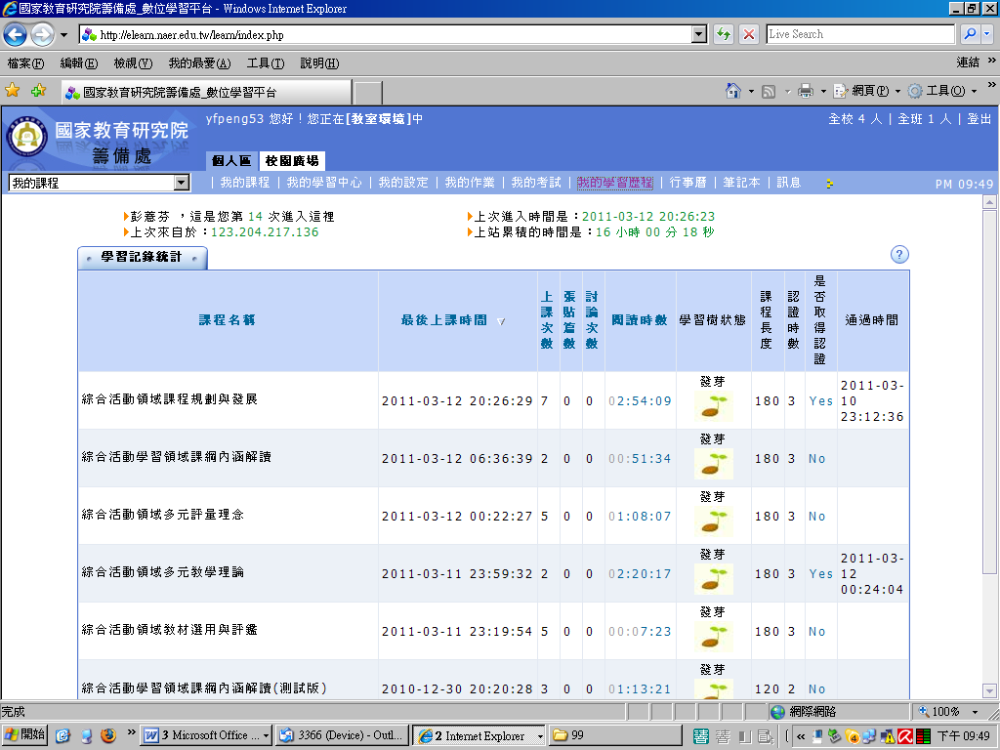 國家教育研究院籌備處_數位學習平台 - Windows Internet Explorer
http://elearn.naer.edu.tw/learn/index.php
Live Search
檔案(F) 編輯(E) 檢視(V) 我的最愛(A) 工具(T) 說明(H) 連結 »
國家教育研究院籌備處_數位學習平台 網頁(P) 工具(O) »
yfpeng53 您好！您正在[教室環境]中 全校 4 人 | 全班 1 人 | 登出
國家教育研究院
籌備處
個人區 校園廣場
我的課程 | 我的課程 | 我的學習中心 | 我的設定 | 我的作業 | 我的考試 | 我的學習歷程 | 行事曆 | 筆記本 | 訊息 PM 09:49
彭薏芬 ，這是您第 14 次進入這裡 上次進入時間是：2011-03-12 20:26:23
上次來自於：123.204.217.136 上站累積的時間是：16 小時 00 分 18 秒
學習記錄統計 ?
課程名稱 最後上課時間 上課次數 張貼篇數 討論次數 閱讀時數 學習樹狀態 課程長度 認證時數 是否取得認證 通過時間
綜合活動領域課程規劃與發展 2011-03-12 20:26:29 7 0 0 02:54:09 發芽 180 3 Yes 2011-03-10 23:12:36
綜合活動學習領域課綱內涵解讀 2011-03-12 06:36:39 2 0 0 00:51:34 發芽 180 3 No
綜合活動領域多元評量理念 2011-03-12 00:22:27 5 0 0 01:08:07 發芽 180 3 No
綜合活動領域多元教學理論 2011-03-11 23:59:32 2 0 0 02:20:17 發芽 180 3 Yes 2011-03-12 00:24:04
綜合活動領域教材選用與評鑑 2011-03-11 23:19:54 5 0 0 00:07:23 發芽 180 3 No
綜合活動學習領域課綱內涵解讀(測試版) 2010-12-30 20:20:28 3 0 0 01:13:21 發芽 120 2 No
完成 網際網路 100%
開始 » 3 Microsoft Office ... 3366 (Device) - Outl... 2 Internet Explorer 99 « 下午 09:49